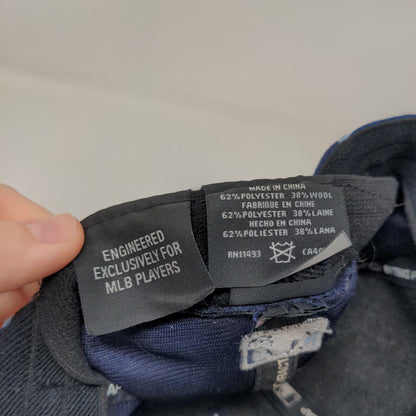 ENGINEERED
EXCLUSIVELY FOR
MLB PLAYERS
MADE IN CHINA
62%POLYESTER 38%WOOL
FABRIQUE EN CHINE
62%POLYESTER 38%LAINE
HECHO EN CHINA
62%POLIESTER 38%LANA
RN11493